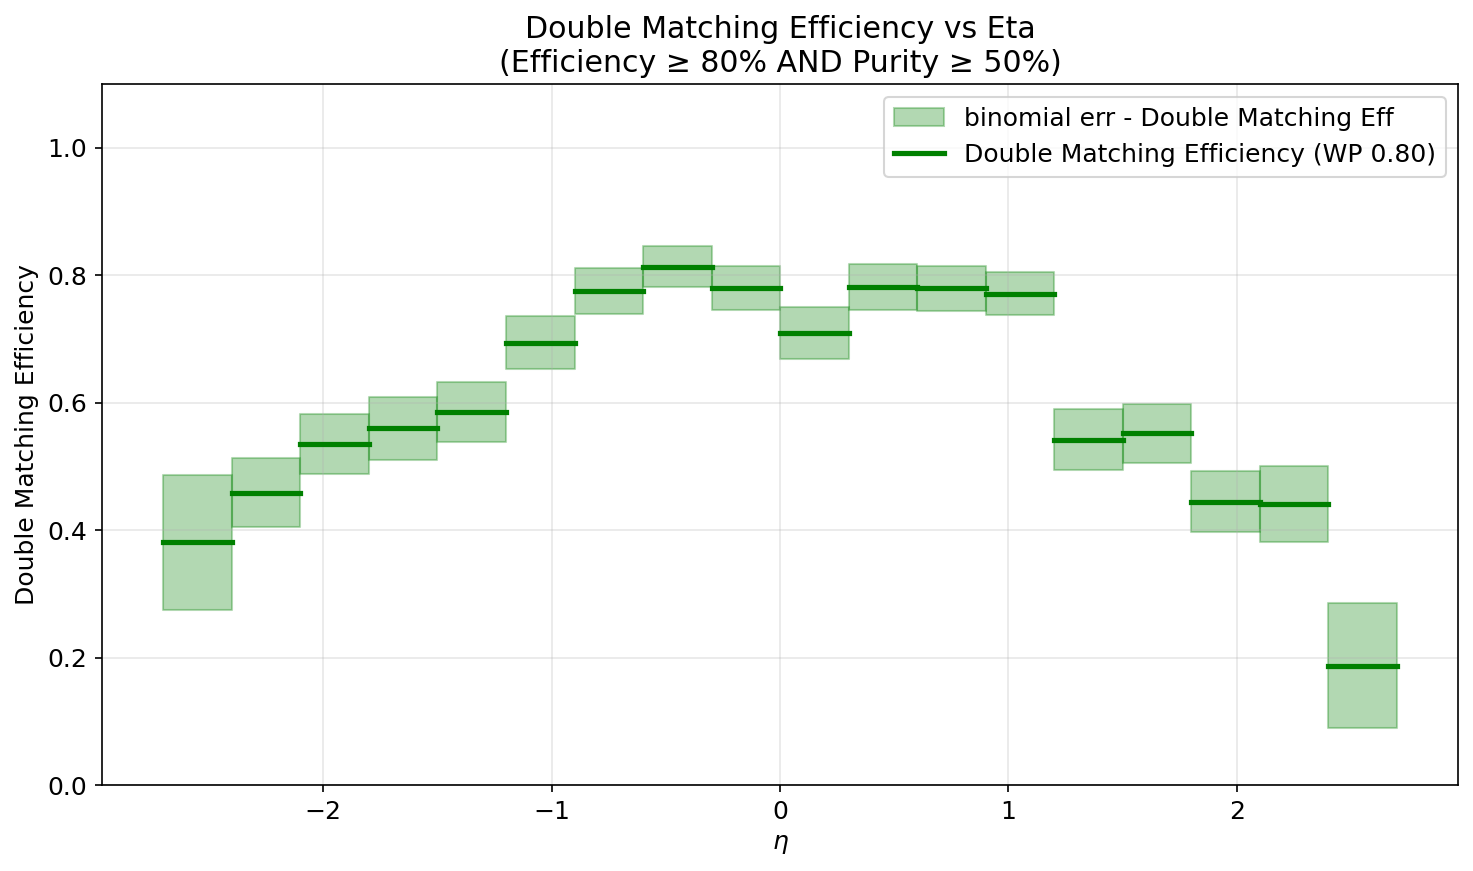 Double Matching Efficiency vs Eta
(Efficiency ≥ 80% AND Purity ≥ 50%)
binomial err - Double Matching Eff
Double Matching Efficiency (WP 0.80)
Double Matching Efficiency
1.0
0.8
0.6
0.4
0.2
0.0
−2
−1
0
1
2
η